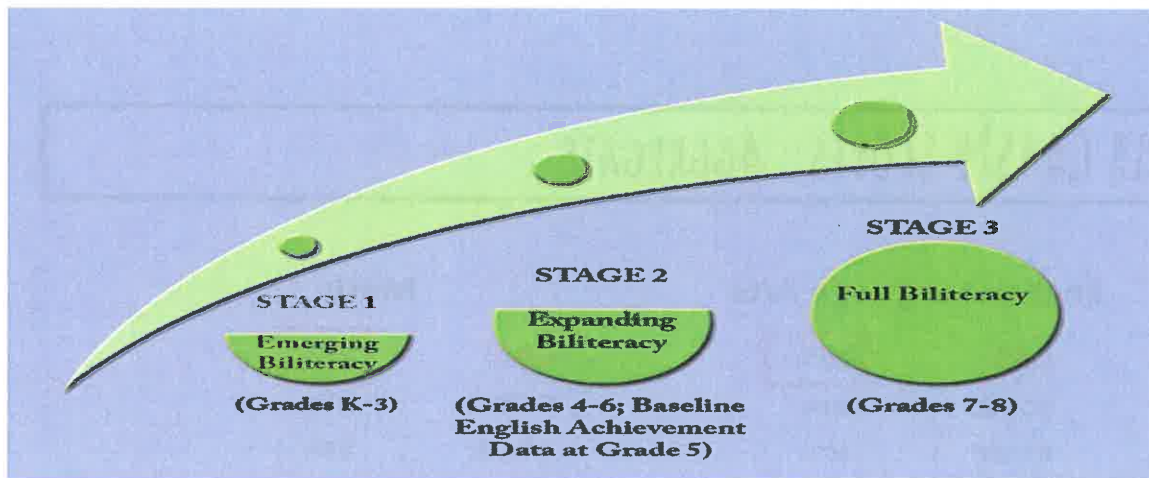 STAGE 1
Emerging
Biliteracy
(Grades K-3)
STAGE 2
Expanding
Biliteracy
(Grades 4-6; Baseline
English Achievement
Data at Grade 5)
STAGE 3
Full Biliteracy
(Grades 7-8)